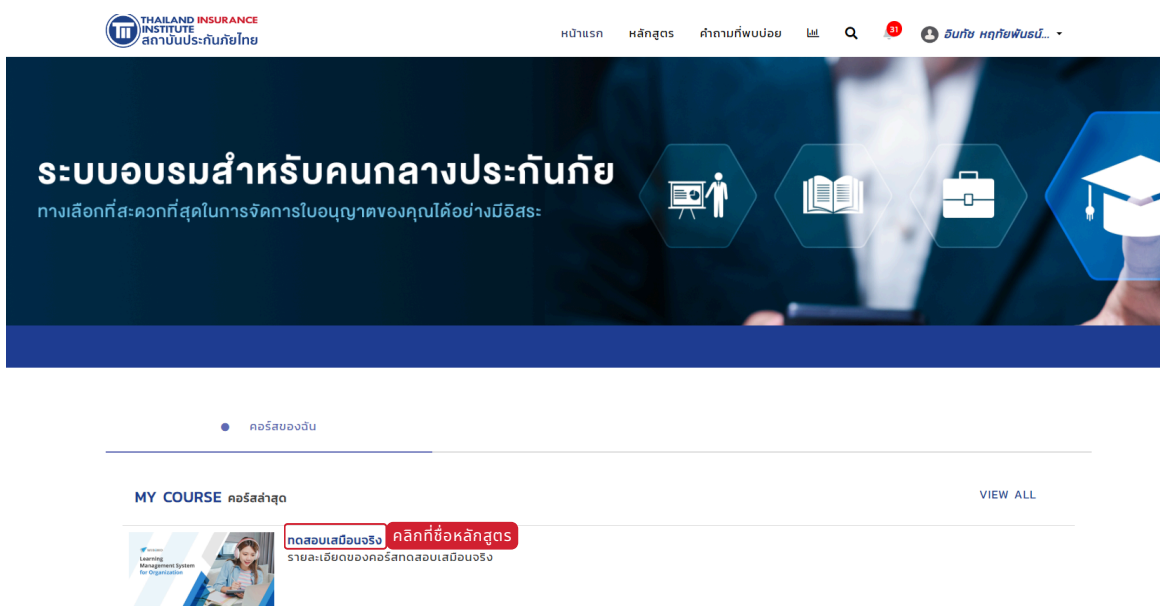 THAILAND INSURANCE
INSTITUTE
สถาบันประกันภัยไทย
หน้าแรก หลักสูตร คำถามที่พบบ่อย 31 อินทัช หฤทัยพันธน์...
ระบบอบรมสำหรับคนกลางประกันภัย
ทางเลือกที่สะดวกที่สุดในการจัดการใบอนุญาตของคุณได้อย่างมีอิสระ
คอร์สของฉัน
MY COURSE คอร์สล่าสุด VIEW ALL
ทดสอบเสมือนจริง คลิกที่ชื่อหลักสูตร
รายละเอียดของคอร์สทดสอบเสมือนจริง
Learning
Management System
for Organization